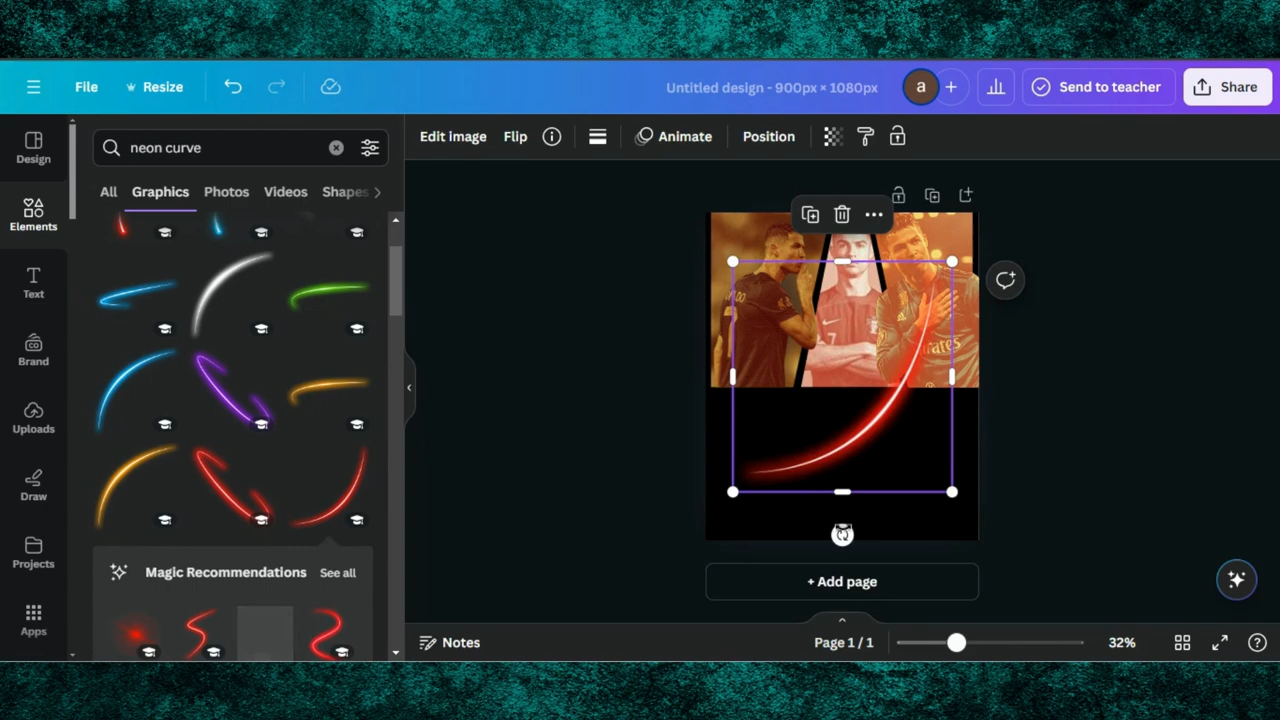 File
Resize
Untitled design - 900px × 1080px
a
Send to teacher
Share
Design
neon curve
Edit image
Flip
Animate
Position
All
Graphics
Photos
Videos
Shapes
Elements
Text
Brand
Uploads
Draw
Projects
Apps
Magic Recommendations
See all
+ Add page
Notes
Page 1 / 1
32%